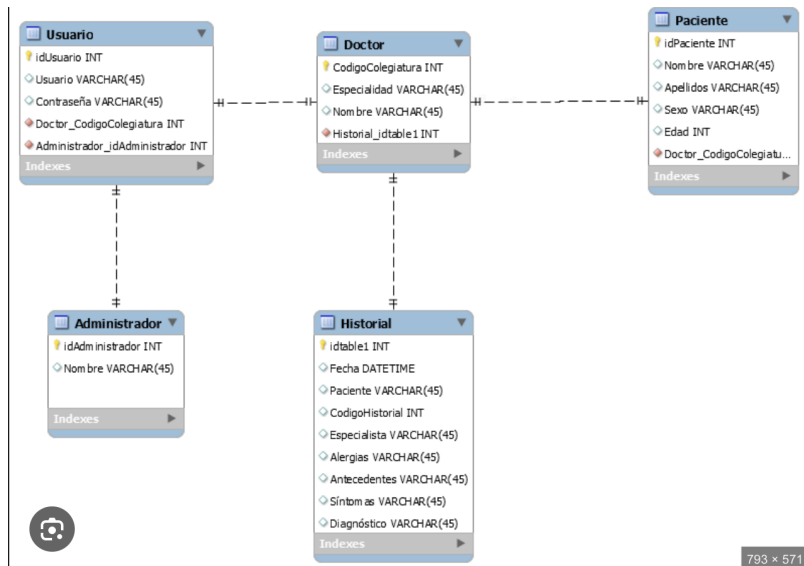 Usuario
idUsuario INT
Usuario VARCHAR(45)
Contraseña VARCHAR(45)
Doctor_CodigoColegiatura INT
Administrador_idAdministrador INT
Indexes
Doctor
CodigoColegiatura INT
Especialidad VARCHAR(45)
Nombre VARCHAR(45)
Historial_idtable1 INT
Indexes
Paciente
idPaciente INT
Nombre VARCHAR(45)
Apellidos VARCHAR(45)
Sexo VARCHAR(45)
Edad INT
Doctor_CodigoColegiatu...
Indexes
Administrador
idAdministrador INT
Nombre VARCHAR(45)
Indexes
Historial
idtable1 INT
Fecha DATETIME
Paciente VARCHAR(45)
CodigoHistorial INT
Especialista VARCHAR(45)
Alergias VARCHAR(45)
Antecedentes VARCHAR(45)
Síntomas VARCHAR(45)
Diagnóstico VARCHAR(45)
Indexes
793 × 571